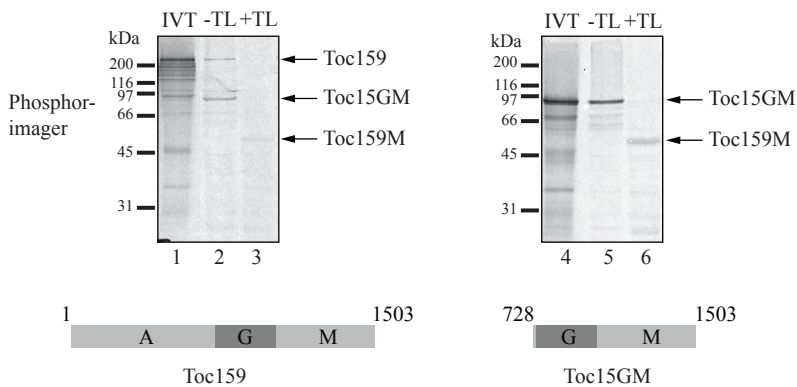 IVT -TL +TL
kDa
200
116
97
66
45
31
Toc159
Toc15GM
Toc159M
1 2 3
Phosphor-
imager
IVT -TL +TL
kDa
200
116
97
66
45
31
Toc15GM
Toc159M
4 5 6
1 1503
A G M
Toc159
728 1503
G M
Toc15GM